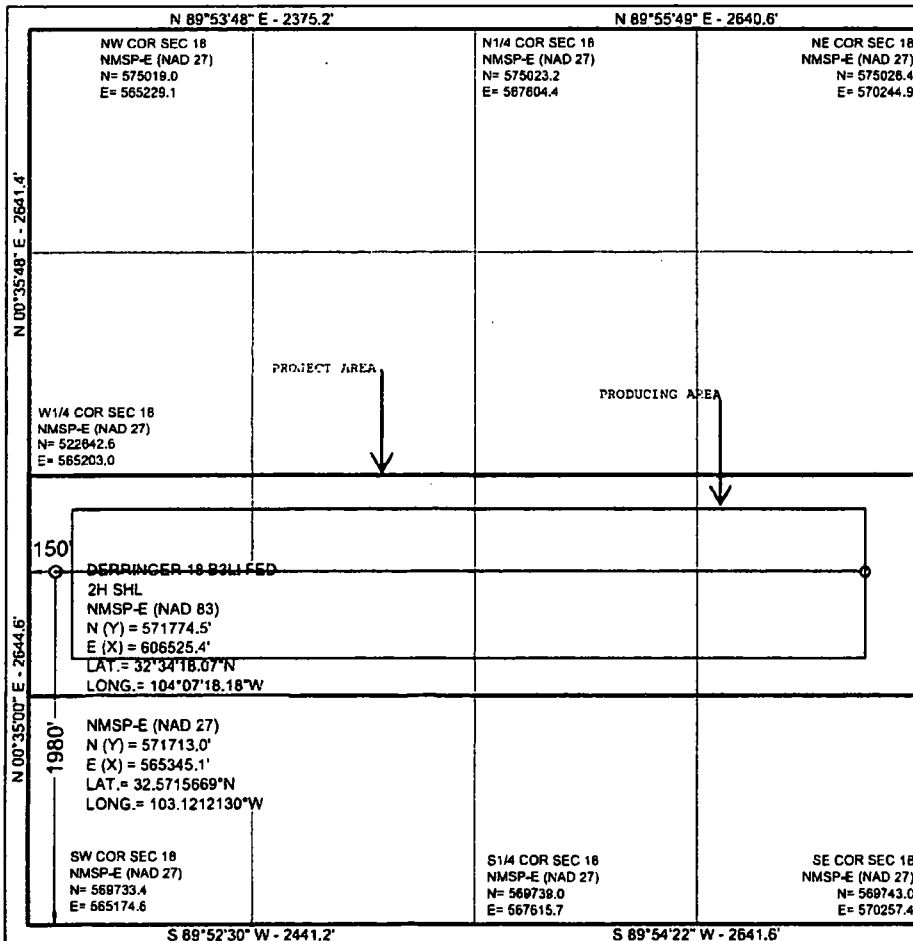 N 89°53'48" E - 2375.2'
N 89°55'49" E - 2640.6'
NW COR SEC 18
NMSP-E (NAD 27)
N= 575019.0
E= 565229.1
N1/4 COR SEC 18
NMSP-E (NAD 27)
N= 575023.2
E= 567604.4
NE COR SEC 18
NMSP-E (NAD 27)
N= 575026.4
E= 570244.9
N 00°35'48" E - 2641.4'
PROJECT AREA
PRODUCING AREA
W1/4 COR SEC 18
NMSP-E (NAD 27)
N= 522642.6
E= 565203.0
150'
DERRINGER 18 B3LI FED
2H SHL
NMSP-E (NAD 83)
N (Y) = 571774.5'
E (X) = 606525.4'
LAT.= 32°34'18.07"N
LONG.= 104°07'18.18"W
NMSP-E (NAD 27)
N (Y) = 571713.0'
E (X) = 565345.1'
LAT.= 32.5715669°N
LONG.= 103.1212130°W
N 00°35'00" E - 2644.6'
1980'
SW COR SEC 18
NMSP-E (NAD 27)
N= 569733.4
E= 565174.6
S1/4 COR SEC 18
NMSP-E (NAD 27)
N= 569739.0
E= 567615.7
SE COR SEC 18
NMSP-E (NAD 27)
N= 569743.0
E= 570257.4
S 89°52'30" W - 2441.2'
S 89°54'22" W - 2641.6'